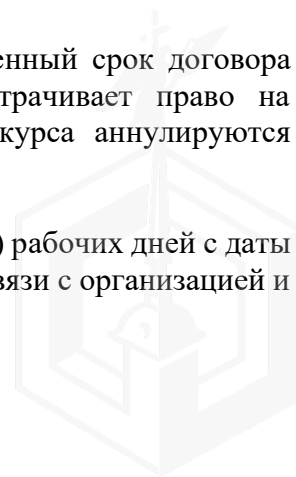 енный срок договора
трачивает право на
курса аннулируются
) рабочих дней с даты
вязи с организацией и